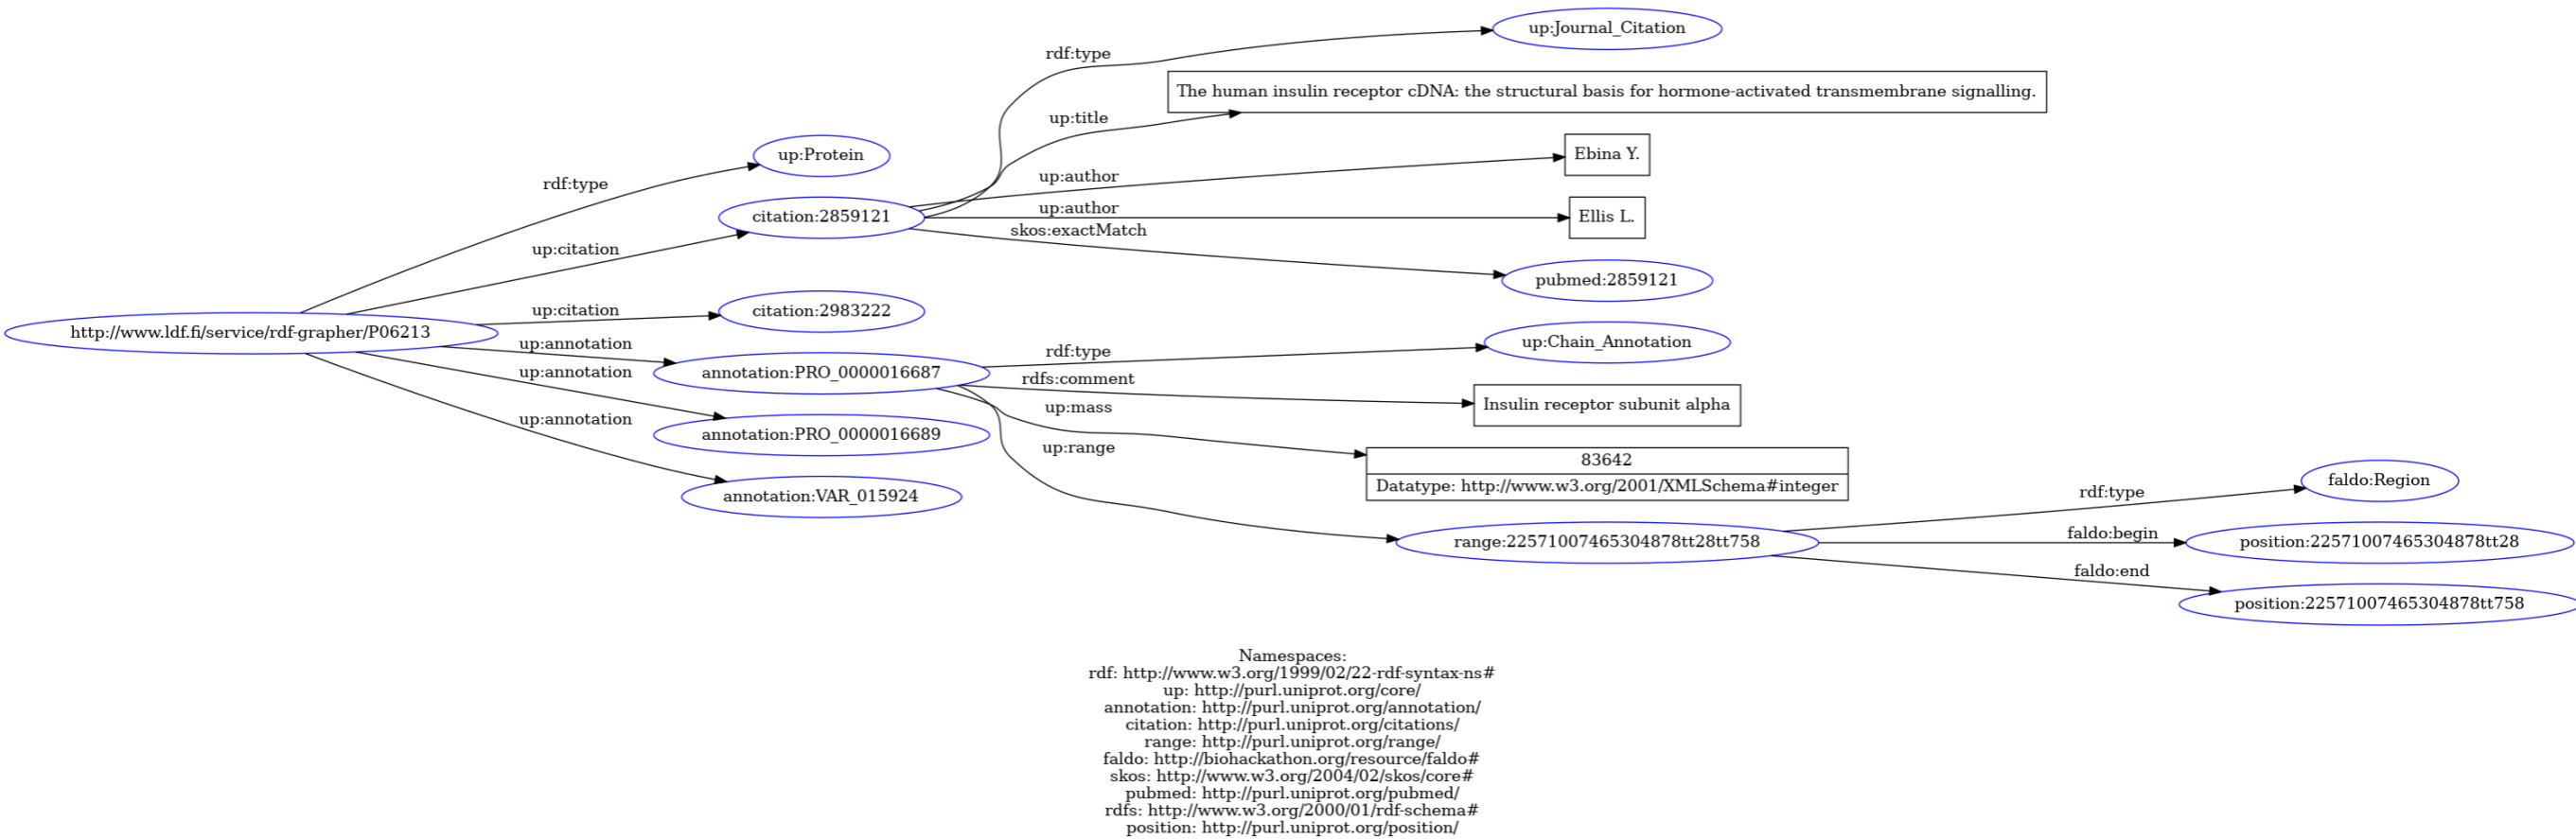 up:Journal_Citation
rdf:type
The human insulin receptor cDNA: the structural basis for hormone-activated transmembrane signalling.
up:title
up:Protein
Ebina Y.
rdf:type
up:author
citation:2859121
up:author
Ellis L.
up:citation
skos:exactMatch
pubmed:2859121
up:citation
citation:2983222
http://www.ldf.fi/service/rdf-grapher/P06213
up:annotation
rdf:type
up:Chain_Annotation
up:annotation
annotation:PRO_0000016687
rdfs:comment
Insulin receptor subunit alpha
up:mass
up:annotation
annotation:PRO_0000016689
up:range
83642
Datatype: http://www.w3.org/2001/XMLSchema#integer
annotation:VAR_015924
rdf:type
faldo:Region
range:22571007465304878tt28tt758
faldo:begin
position:22571007465304878tt28
faldo:end
position:22571007465304878tt758
Namespaces:
rdf: http://www.w3.org/1999/02/22-rdf-syntax-ns#
up: http://purl.uniprot.org/core/
annotation: http://purl.uniprot.org/annotation/
citation: http://purl.uniprot.org/citations/
range: http://purl.uniprot.org/range/
faldo: http://biohackathon.org/resource/faldo#
skos: http://www.w3.org/2004/02/skos/core#
pubmed: http://purl.uniprot.org/pubmed/
rdfs: http://www.w3.org/2000/01/rdf-schema#
position: http://purl.uniprot.org/position/